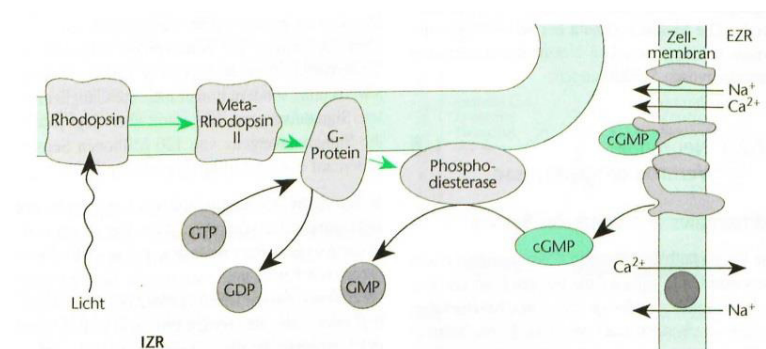 Zell-
membran
EZR
Na⁺
Ca²⁺
Rhodopsin
Meta-
Rhodopsin
II
G-
Protein
Phospho-
diesterase
cGMP
GTP
cGMP
GDP
GMP
Ca²⁺
Na⁺
Licht
IZR